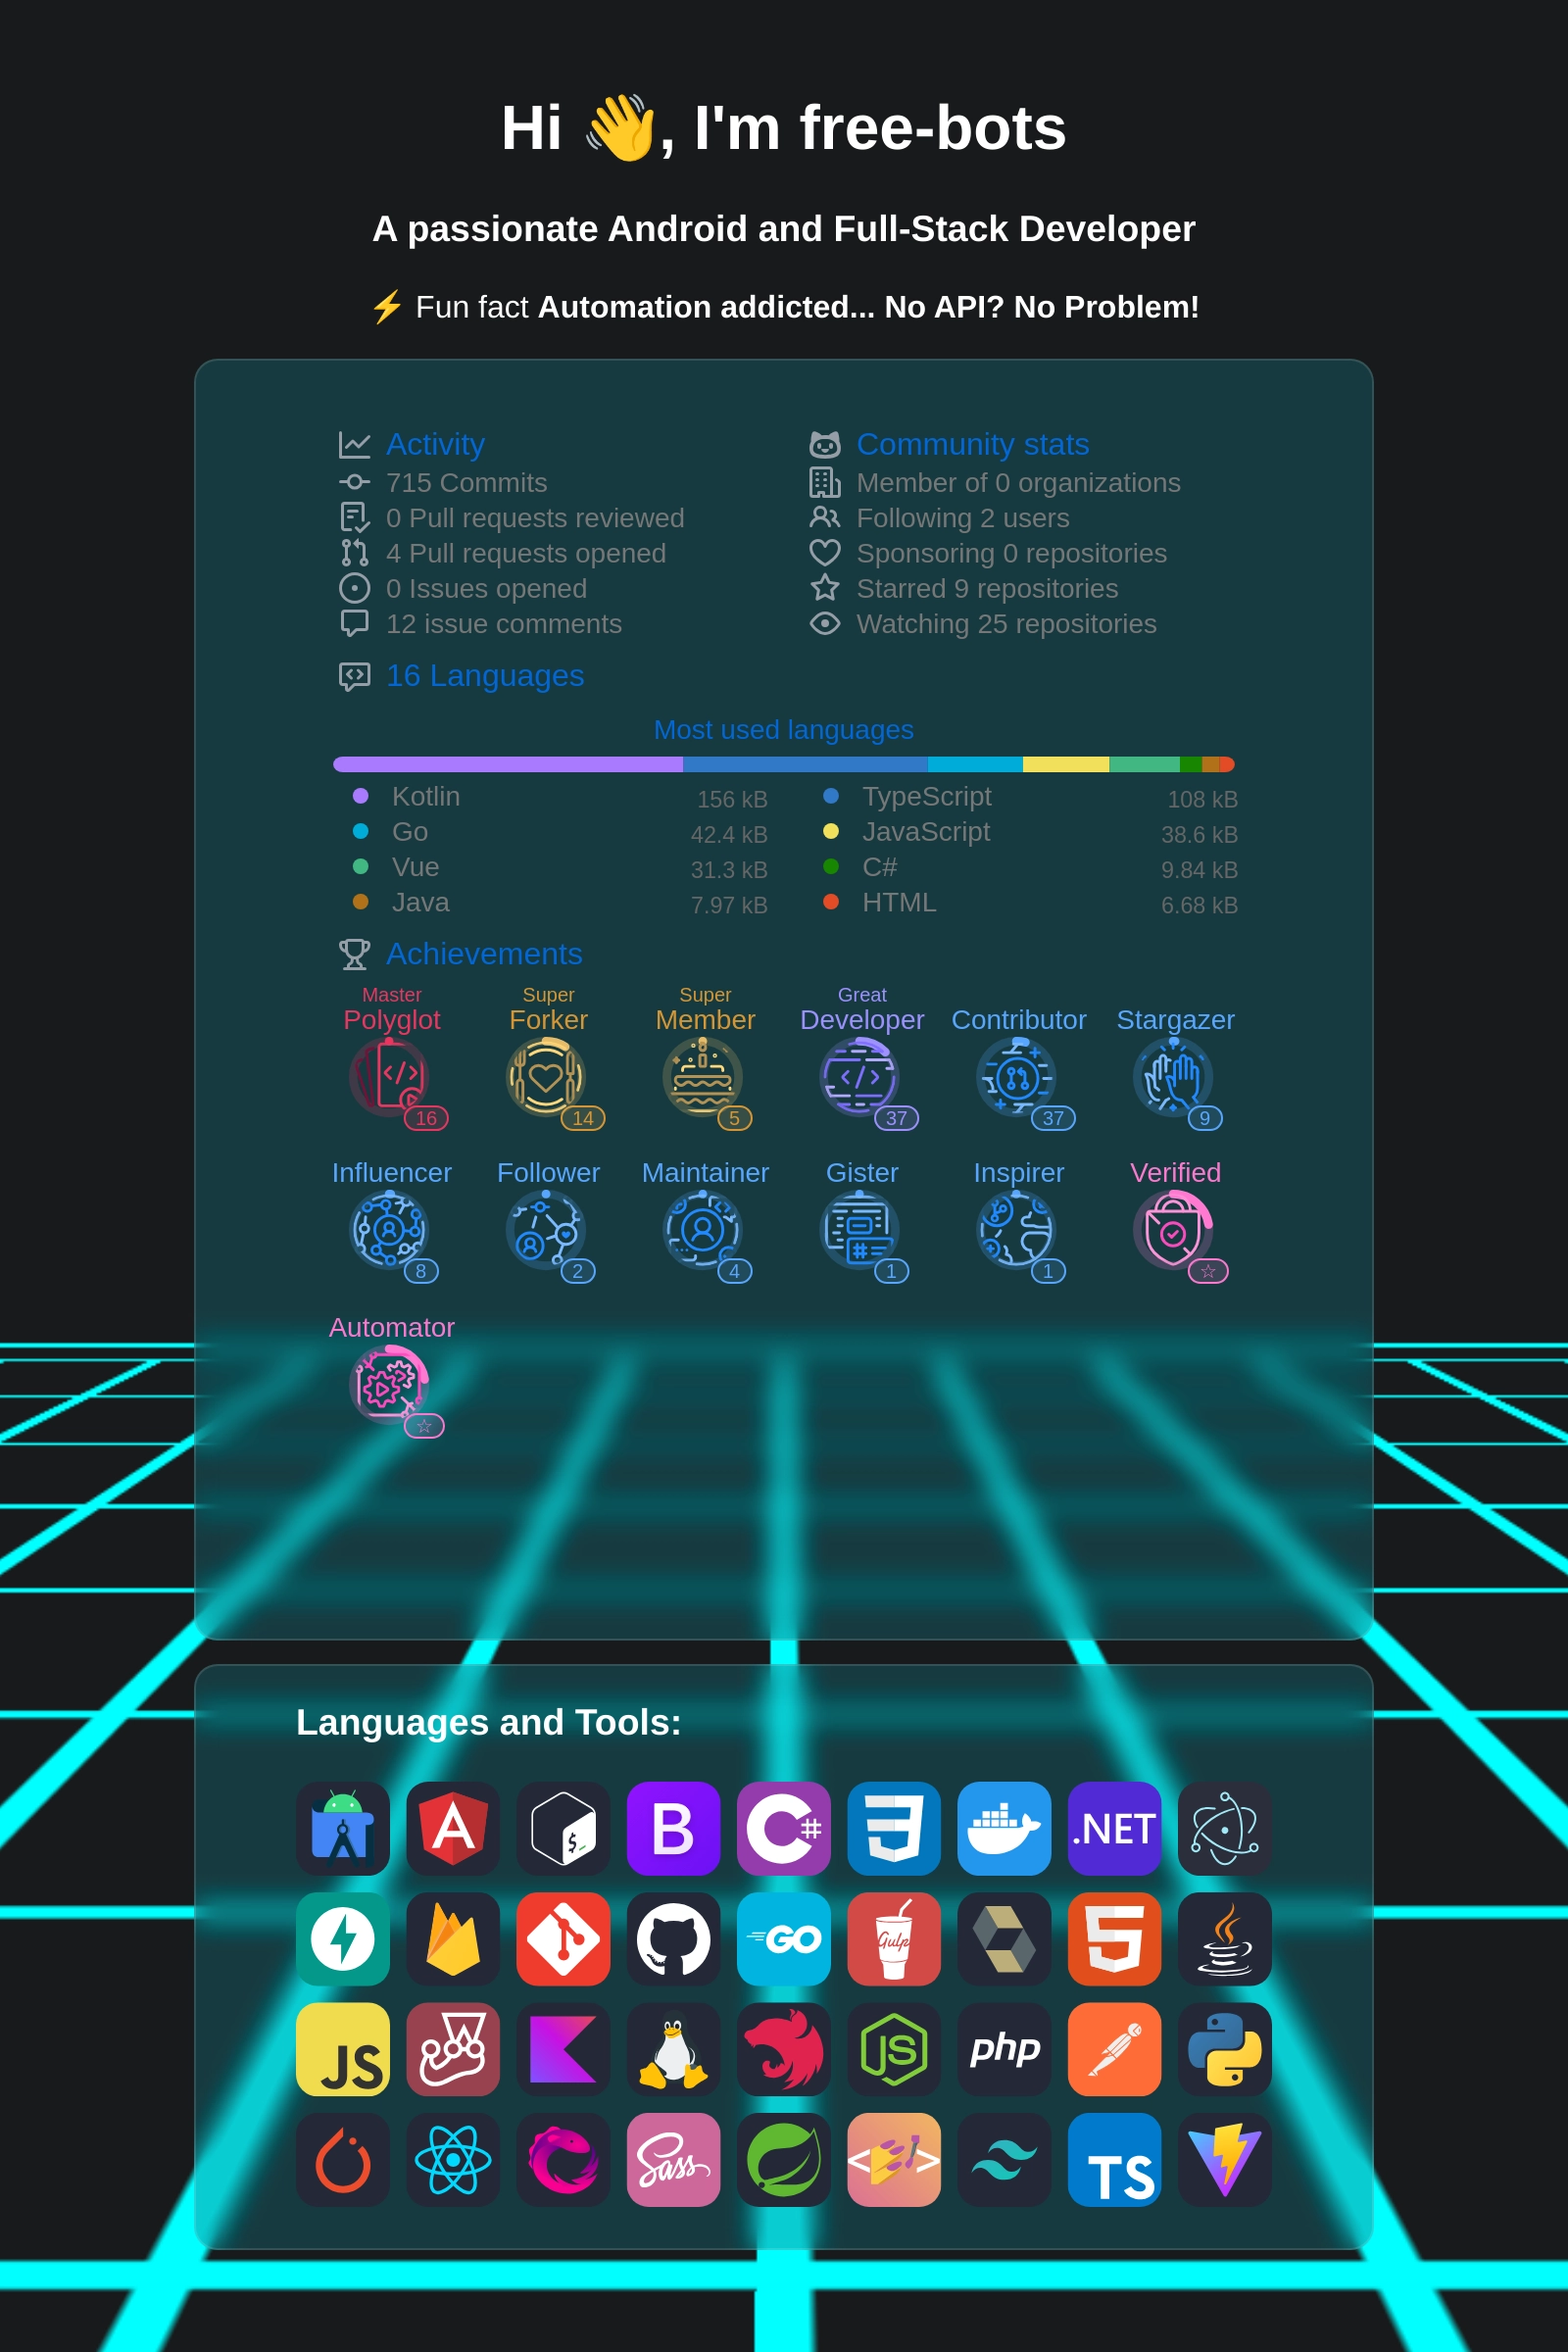 Hi 👋, I'm free-bots
A passionate Android and Full-Stack Developer
⚡ Fun fact Automation addicted... No API? No Problem!
Activity
715 Commits
0 Pull requests reviewed
4 Pull requests opened
0 Issues opened
12 issue comments
Community stats
Member of 0 organizations
Following 2 users
Sponsoring 0 repositories
Starred 9 repositories
Watching 25 repositories
16 Languages
Most used languages
Kotlin 156 kB
TypeScript 108 kB
Go 42.4 kB
JavaScript 38.6 kB
Vue 31.3 kB
C# 9.84 kB
Java 7.97 kB
HTML 6.68 kB
Achievements
Master
Polyglot
16
Super
Forker
14
Super
Member
5
Great
Developer
37
Contributor
37
Stargazer
9
Influencer
8
Follower
2
Maintainer
4
Gister
1
Inspirer
1
Verified
☆
Automator
☆
Languages and Tools:
$
B
C#
.NET
GO
Gulp
JS
JS
php
Sass
< >
TS